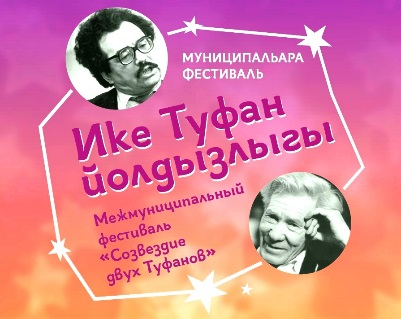 МУНИЦИПАЛЬАРА
ФЕСТИВАЛЬ
Ике Туфан
йолдызлыгы
Межмуниципальный
фестиваль
«Созвездие
двух Туфанов»